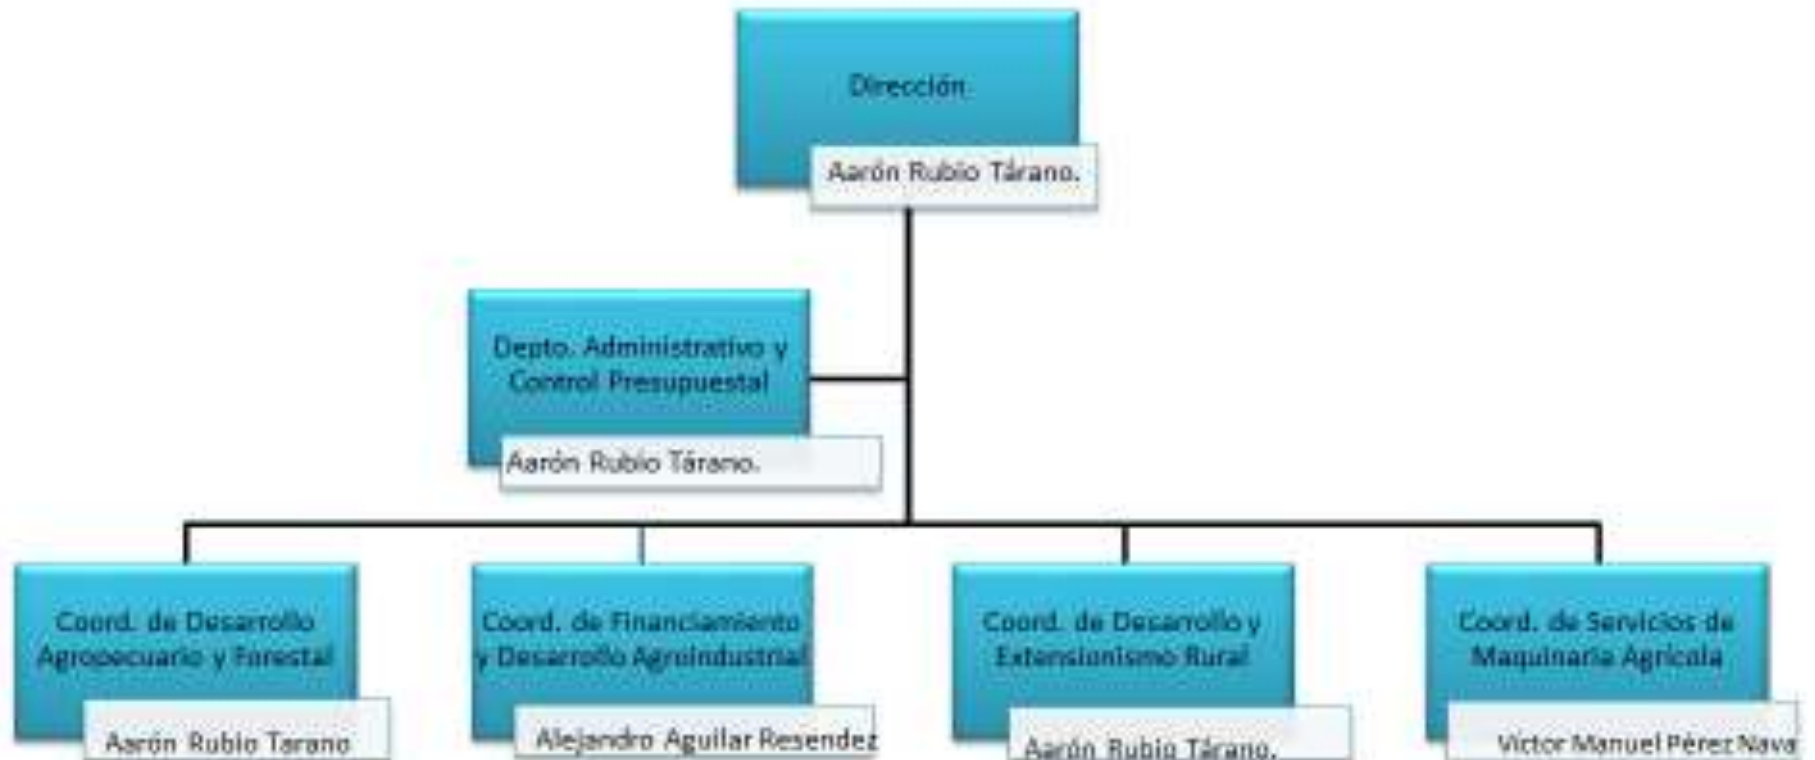 Dirección
Aarón Rubio Tárano.
Depto. Administrativo y
Control Presupuestal
Aarón Rubio Tárano.
Coord. de Desarrollo
Agropecuario y Forestal
Aarón Rubio Tarano
Coord. de Financiamiento
y Desarrollo Agroindustrial
Alejandro Aguilar Resendez
Coord. de Desarrollo y
Extensionismo Rural
Aarón Rubio Tárano.
Coord. de Servicios de
Maquinaria Agrícola
Victor Manuel Pérez Nava